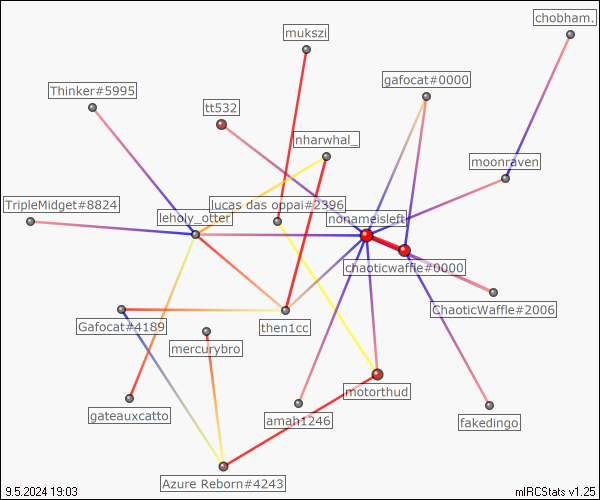 chobham.
mukszi
gafocat#0000
Thinker#5995
tt532
nharwhal_
moonraven
TripleMidget#8824
lucas das oppai#2396
leholy_otter
nonameisleft
chaoticwaffle#0000
ChaoticWaffle#2006
Gafocat#4189
then1cc
mercurybro
motorthud
gateauxcatto
amah1246
fakedingo
Azure Reborn#4243
9.5.2024 19:03
mIRCStats v1.25